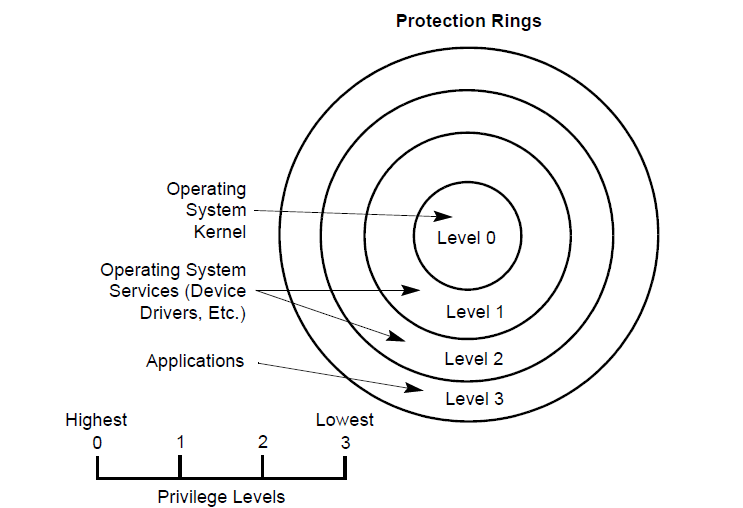 Protection Rings
Operating
System
Kernel
Level 0
Operating System
Services (Device
Drivers, Etc.)
Level 1
Level 2
Applications
Level 3
Highest
Lowest
0 1 2 3
Privilege Levels